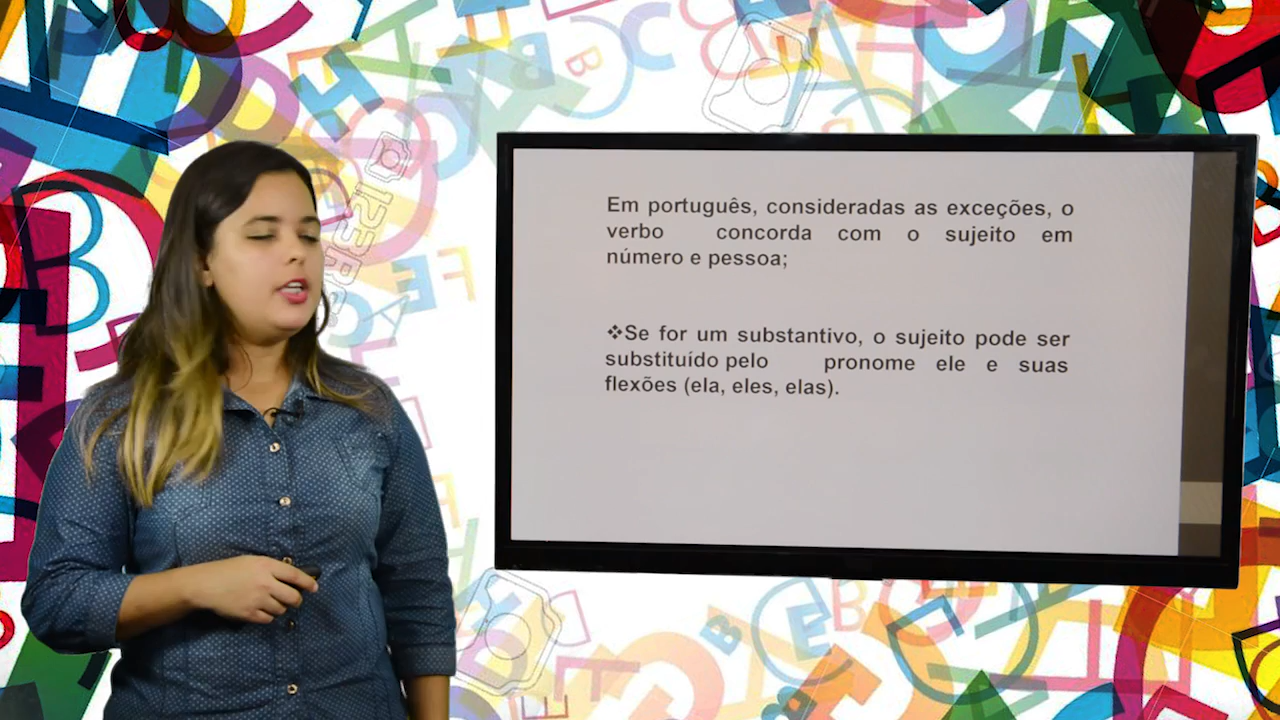 Em português, consideradas as exceções, o
verbo concorda com o sujeito em
número e pessoa;
❖Se for um substantivo, o sujeito pode ser
substituído pelo pronome ele e suas
flexões (ela, eles, elas).